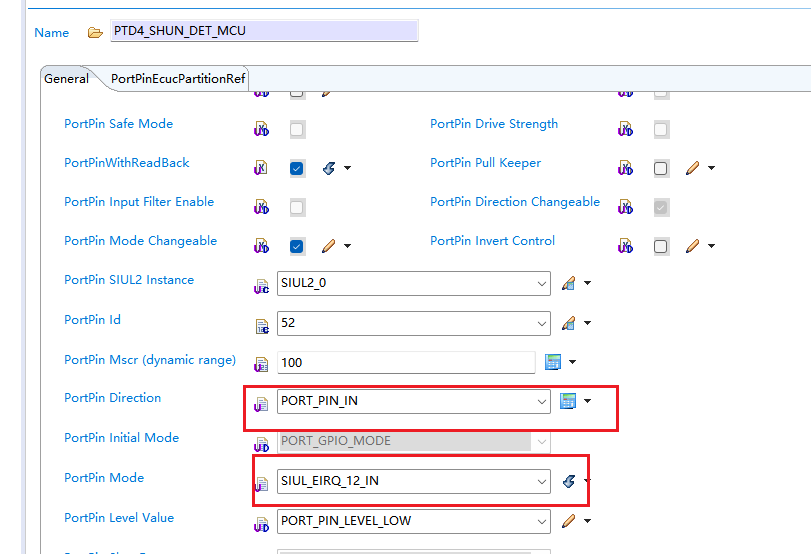 Name PTD4_SHUN_DET_MCU
General PortPinEcucPartitionRef
PortPin Safe Mode PortPin Drive Strength
PortPinWithReadBack PortPin Pull Keeper
PortPin Input Filter Enable PortPin Direction Changeable
PortPin Mode Changeable PortPin Invert Control
PortPin SIUL2 Instance SIUL2_0
PortPin Id 52
PortPin Mscr (dynamic range) 100
PortPin Direction PORT_PIN_IN
PortPin Initial Mode PORT_GPIO_MODE
PortPin Mode SIUL_EIRQ_12_IN
PortPin Level Value PORT_PIN_LEVEL_LOW